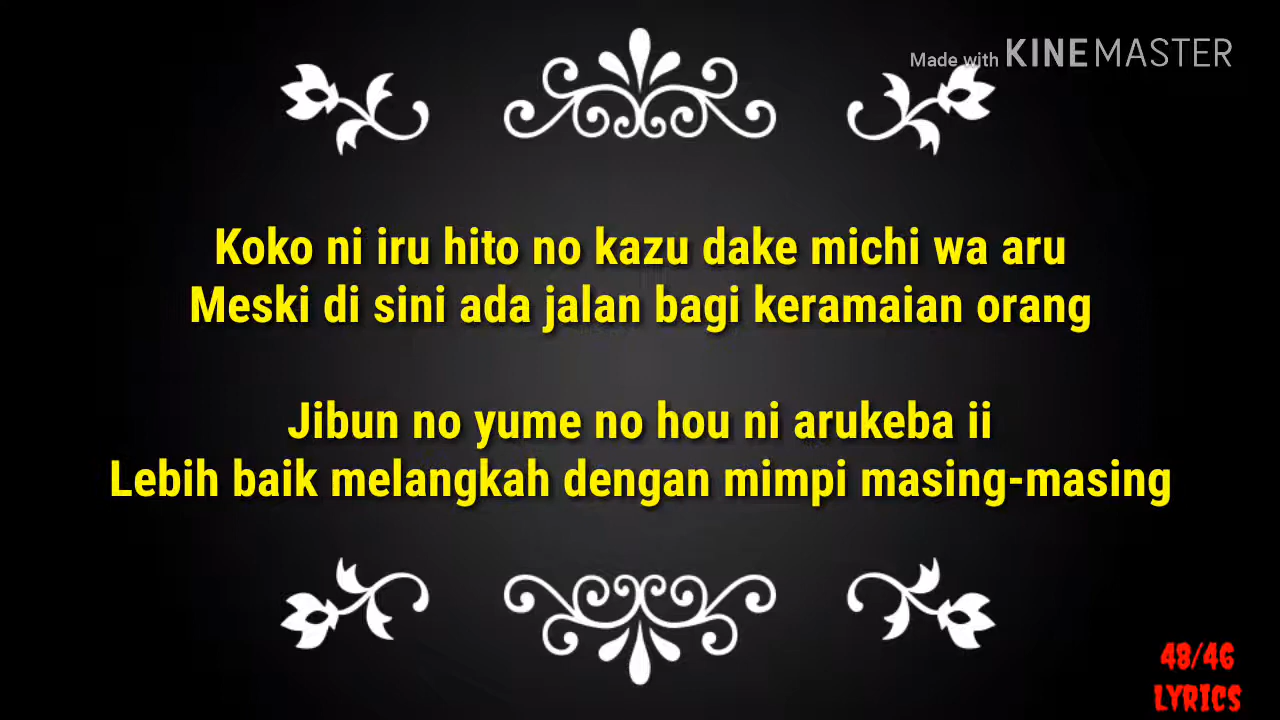 Made with KINEMASTER
Koko ni iru hito no kazu dake michi wa aru
Meski di sini ada jalan bagi keramaian orang
Jibun no yume no hou ni arukeba ii
Lebih baik melangkah dengan mimpi masing-masing
48/46
LYRICS